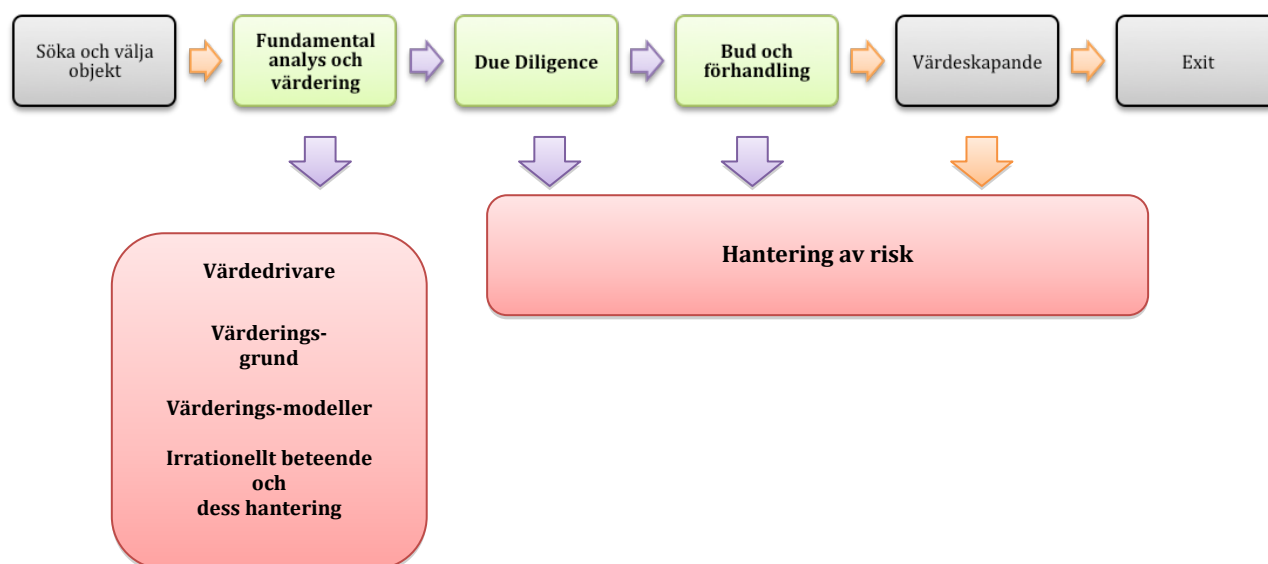 Söka och välja
objekt
Fundamental
analys och
värdering
Due Diligence
Bud och
förhandling
Värdeskapande
Exit
Värdedrivare
Värderings-
grund
Värderings-modeller
Irrationellt beteende
och
dess hantering
Hantering av risk